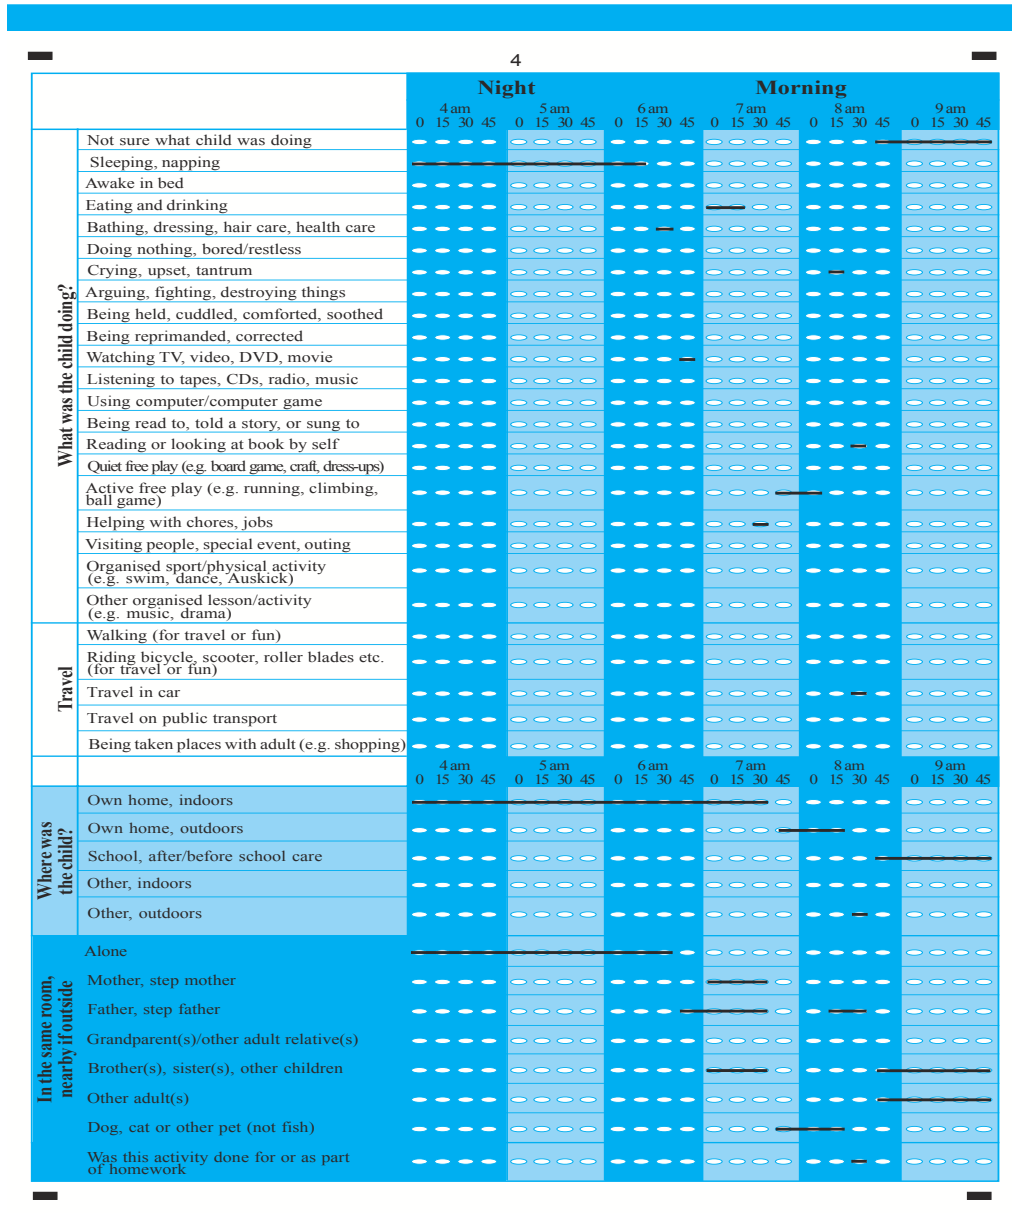 4
Night Morning
4 am 5 am 6 am 7 am 8 am 9 am
0 15 30 45 0 15 30 45 0 15 30 45 0 15 30 45 0 15 30 45 0 15 30 45
What was the child doing?
Not sure what child was doing
Sleeping, napping
Awake in bed
Eating and drinking
Bathing, dressing, hair care, health care
Doing nothing, bored/restless
Crying, upset, tantrum
Arguing, fighting, destroying things
Being held, cuddled, comforted, soothed
Being reprimanded, corrected
Watching TV, video, DVD, movie
Listening to tapes, CDs, radio, music
Using computer/computer game
Being read to, told a story, or sung to
Reading or looking at book by self
Quiet free play (e.g. board game, craft, dress-ups)
Active free play (e.g. running, climbing,
ball game)
Helping with chores, jobs
Visiting people, special event, outing
Organised sport/physical activity
(e.g. swim, dance, Auskick)
Other organised lesson/activity
(e.g. music, drama)
Travel
Walking (for travel or fun)
Riding bicycle, scooter, roller blades etc.
(for travel or fun)
Travel in car
Travel on public transport
Being taken places with adult (e.g. shopping)
4 am 5 am 6 am 7 am 8 am 9 am
0 15 30 45 0 15 30 45 0 15 30 45 0 15 30 45 0 15 30 45 0 15 30 45
Where was
the child?
Own home, indoors
Own home, outdoors
School, after/before school care
Other, indoors
Other, outdoors
In the same room,
nearby if outside
Alone
Mother, step mother
Father, step father
Grandparent(s)/other adult relative(s)
Brother(s), sister(s), other children
Other adult(s)
Dog, cat or other pet (not fish)
Was this activity done for or as part
of homework